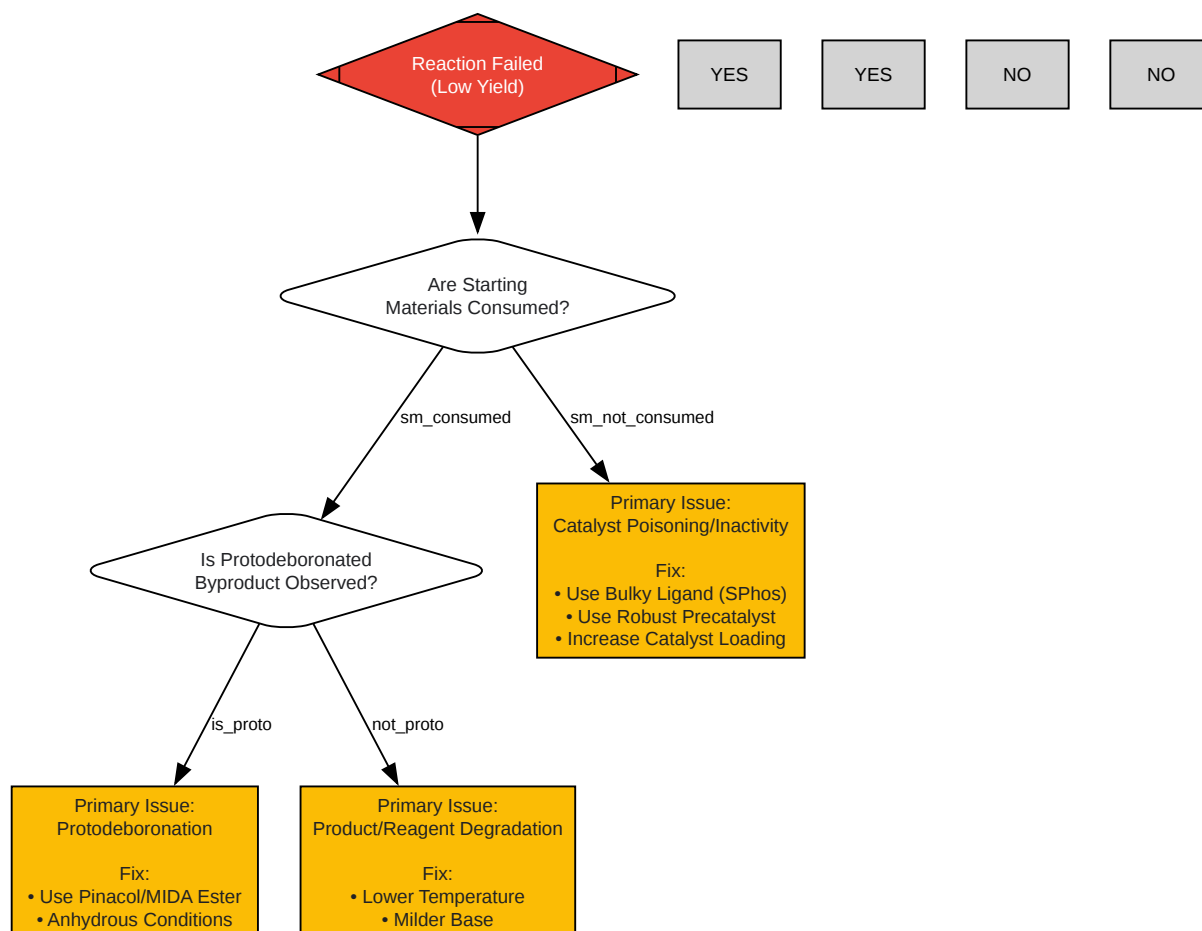 Reaction Failed
(Low Yield)
YES
YES
NO
NO
Are Starting
Materials Consumed?
sm_consumed
sm_not_consumed
Primary Issue:
Catalyst Poisoning/Inactivity
Fix:
• Use Bulky Ligand (SPhos)
• Use Robust Precatalyst
• Increase Catalyst Loading
Is Protodeboronated
Byproduct Observed?
is_proto
not_proto
Primary Issue:
Protodeboronation
Fix:
• Use Pinacol/MIDA Ester
• Anhydrous Conditions
Primary Issue:
Product/Reagent Degradation
Fix:
• Lower Temperature
• Milder Base